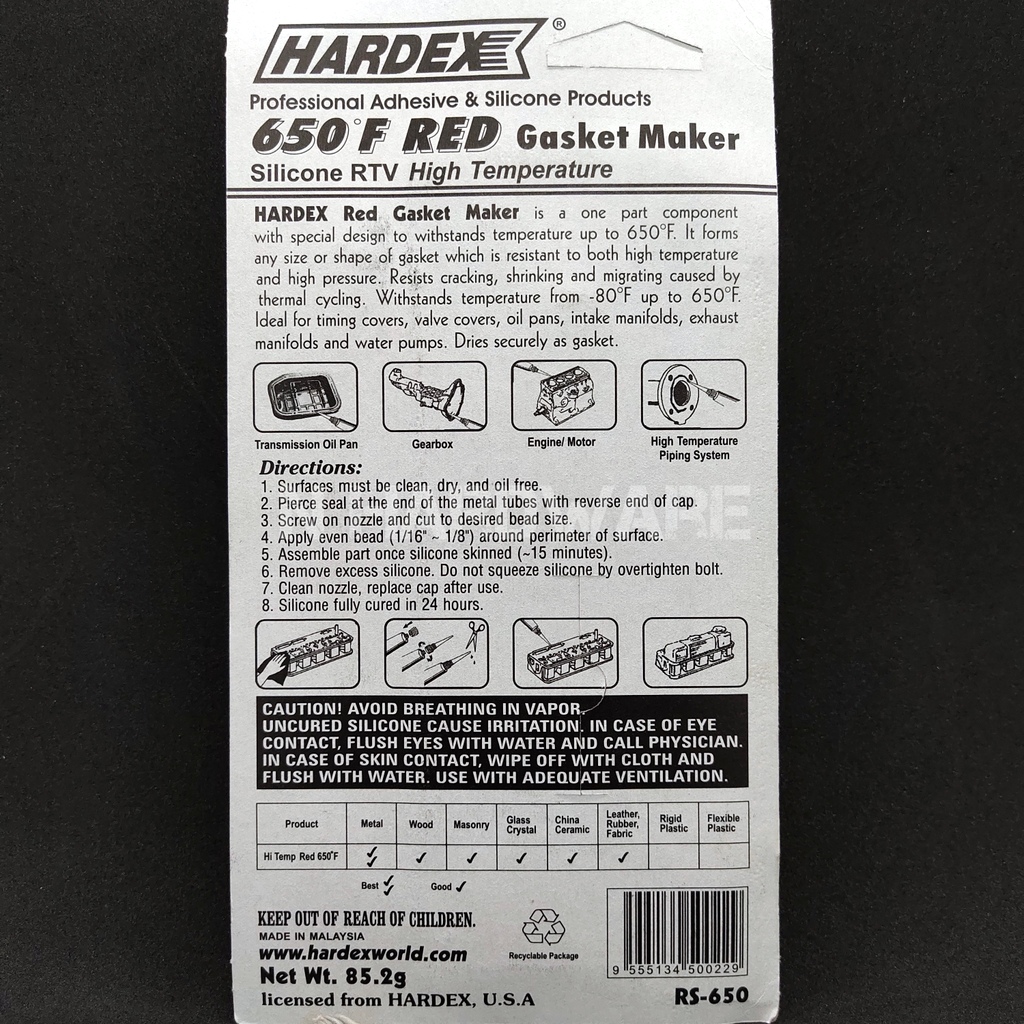 HARDEX ®
Professional Adhesive & Silicone Products
650°F RED Gasket Maker
Silicone RTV High Temperature
HARDEX Red Gasket Maker is a one part component
with special design to withstands temperature up to 650°F. It forms
any size or shape of gasket which is resistant to both high temperature
and high pressure. Resists cracking, shrinking and migrating caused by
thermal cycling. Withstands temperature from -80°F up to 650°F.
Ideal for timing covers, valve covers, oil pans, intake manifolds, exhaust
manifolds and water pumps. Dries securely as gasket.
Transmission Oil Pan
Gearbox
Engine/ Motor
High Temperature
Piping System
Directions:
1. Surfaces must be clean, dry, and oil free.
2. Pierce seal at the end of the metal tubes with reverse end of cap.
3. Screw on nozzle and cut to desired bead size.
4. Apply even bead (1/16" ~ 1/8") around perimeter of surface.
5. Assemble part once silicone skinned (~15 minutes).
6. Remove excess silicone. Do not squeeze silicone by overtighten bolt.
7. Clean nozzle, replace cap after use.
8. Silicone fully cured in 24 hours.
CAUTION! AVOID BREATHING IN VAPOR.
UNCURED SILICONE CAUSE IRRITATION. IN CASE OF EYE
CONTACT, FLUSH EYES WITH WATER AND CALL PHYSICIAN.
IN CASE OF SKIN CONTACT, WIPE OFF WITH CLOTH AND
FLUSH WITH WATER. USE WITH ADEQUATE VENTILATION.
Product Metal Wood Masonry Glass Crystal China Ceramic Leather, Rubber, Fabric Rigid Plastic Flexible Plastic
Hi Temp Red 650°F ✓✓ ✓ ✓ ✓ ✓ ✓
Best ✓✓ Good ✓
KEEP OUT OF REACH OF CHILDREN.
MADE IN MALAYSIA
www.hardexworld.com
Net Wt. 85.2g
licensed from HARDEX, U.S.A
Recyclable Package
9 555134 500229
RS-650